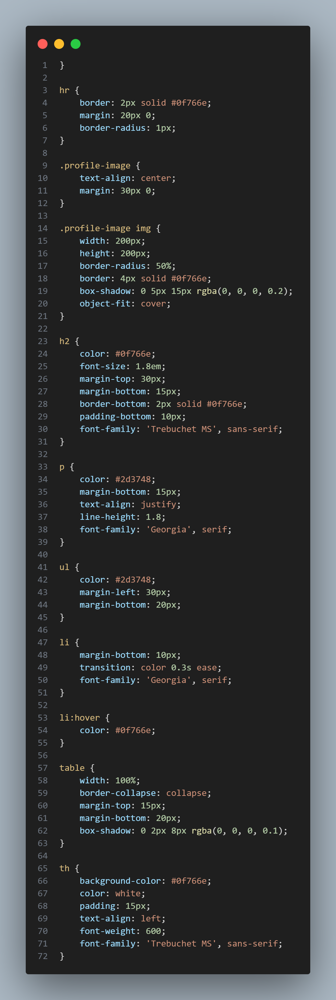 1 }
2
3 hr {
4     border: 2px solid #0f766e;
5     margin: 20px 0;
6     border-radius: 1px;
7 }
8
9 .profile-image {
10     text-align: center;
11     margin: 30px 0;
12 }
13
14 .profile-image img {
15     width: 200px;
16     height: 200px;
17     border-radius: 50%;
18     border: 4px solid #0f766e;
19     box-shadow: 0 5px 15px rgba(0, 0, 0, 0.2);
20     object-fit: cover;
21 }
22
23 h2 {
24     color: #0f766e;
25     font-size: 1.8em;
26     margin-top: 30px;
27     margin-bottom: 15px;
28     border-bottom: 2px solid #0f766e;
29     padding-bottom: 10px;
30     font-family: 'Trebuchet MS', sans-serif;
31 }
32
33 p {
34     color: #2d3748;
35     margin-bottom: 15px;
36     text-align: justify;
37     line-height: 1.8;
38     font-family: 'Georgia', serif;
39 }
40
41 ul {
42     color: #2d3748;
43     margin-left: 30px;
44     margin-bottom: 20px;
45 }
46
47 li {
48     margin-bottom: 10px;
49     transition: color 0.3s ease;
50     font-family: 'Georgia', serif;
51 }
52
53 li:hover {
54     color: #0f766e;
55 }
56
57 table {
58     width: 100%;
59     border-collapse: collapse;
60     margin-top: 15px;
61     margin-bottom: 20px;
62     box-shadow: 0 2px 8px rgba(0, 0, 0, 0.1);
63 }
64
65 th {
66     background-color: #0f766e;
67     color: white;
68     padding: 15px;
69     text-align: left;
70     font-weight: 600;
71     font-family: 'Trebuchet MS', sans-serif;
72 }